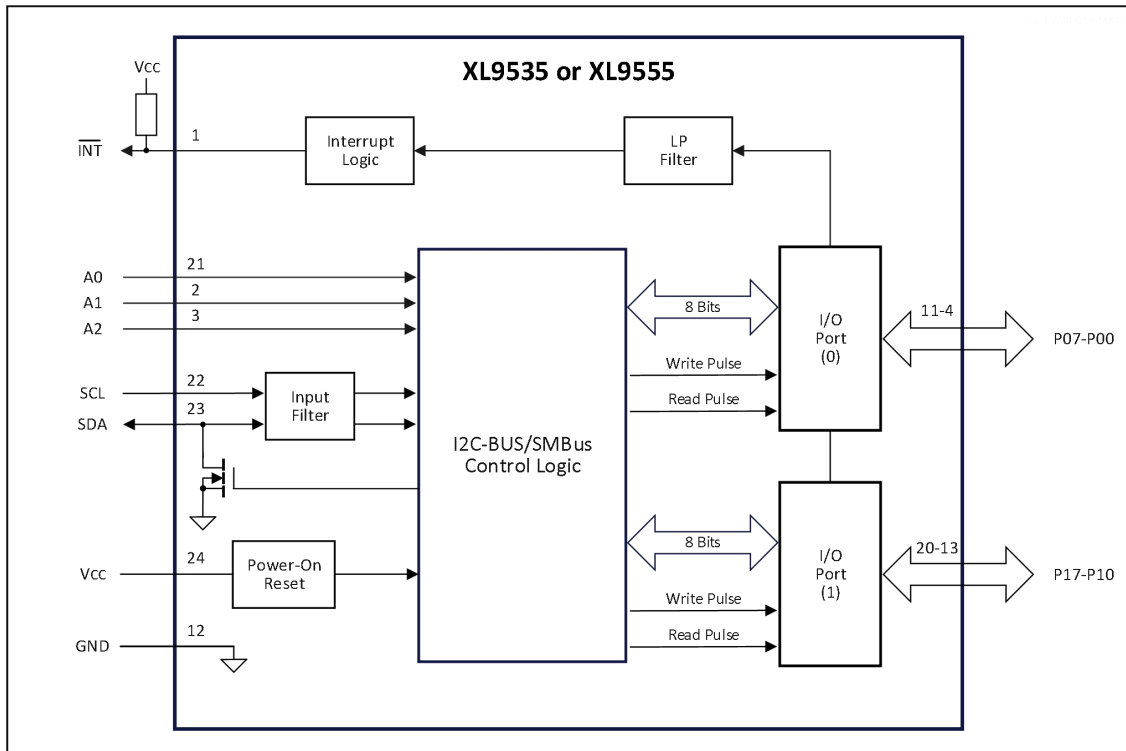 XL9535 or XL9555
Vcc
INT
1
Interrupt
Logic
LP
Filter
A0
21
A1
2
A2
3
SCL
22
SDA
23
Input
Filter
I2C-BUS/SMBus
Control Logic
8 Bits
Write Pulse
Read Pulse
I/O
Port
(0)
11-4
P07-P00
Vcc
24
Power-On
Reset
GND
12
8 Bits
Write Pulse
Read Pulse
I/O
Port
(1)
20-13
P17-P10